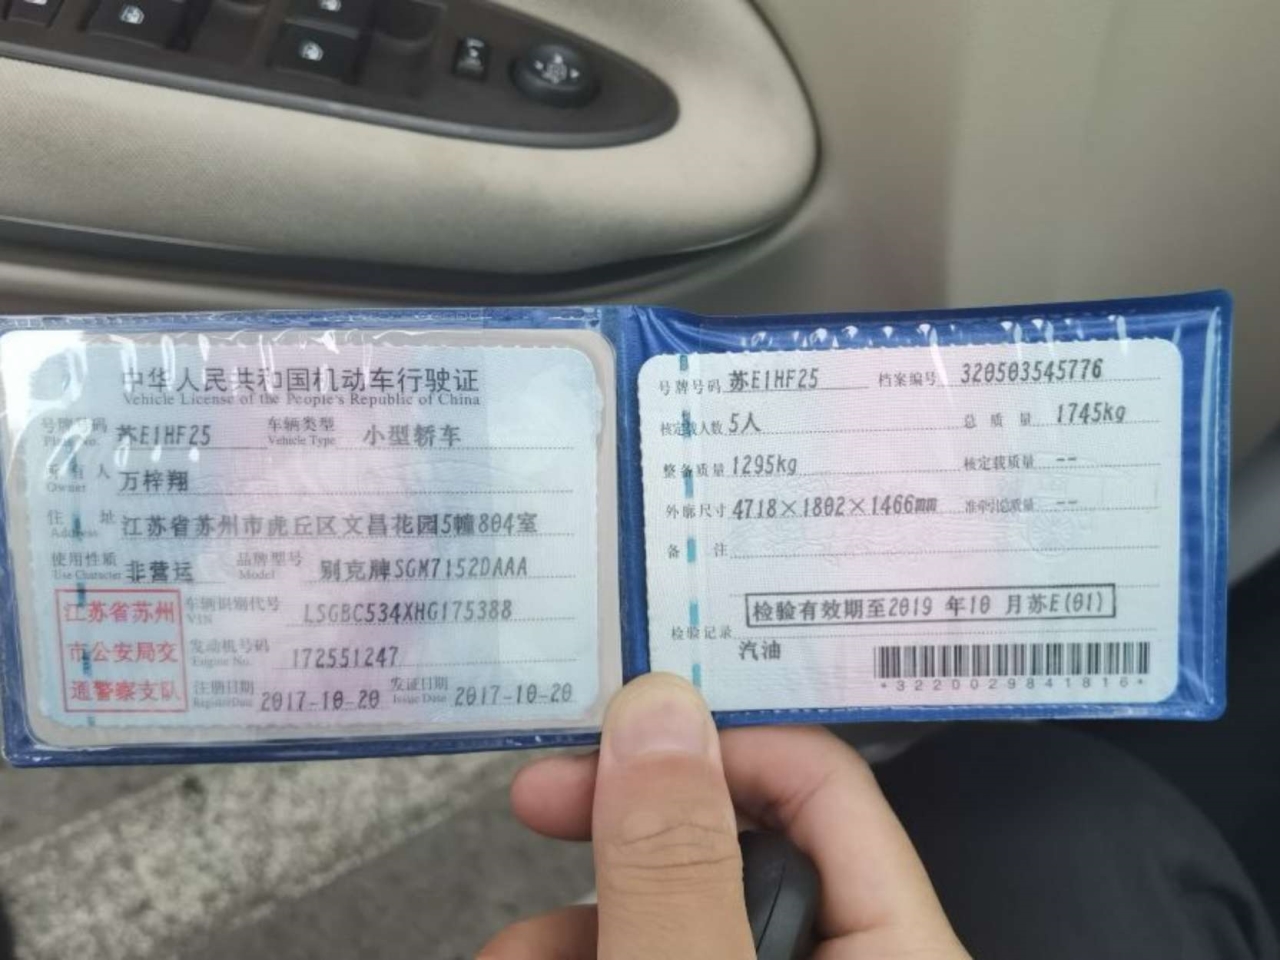 中华人民共和国机动车行驶证
Vehicle License of the People's Republic of China
号牌号码 Plate No. 苏E1HF25 车辆类型 Vehicle Type 小型轿车
所有人 Owner 万梓翔
住址 Address 江苏省苏州市虎丘区文昌花园5幢804室
使用性质 Use Character 非营运 品牌型号 Model 别克牌SGM7152DAAA
江苏省苏州
市公安局交
通警察支队
车辆识别代号 VIN LSGBC534XHG175388
发动机号码 Engine No. 172551247
注册日期 Register Date 2017-10-20 发证日期 Issue Date 2017-10-20
号牌号码 苏E1HF25 档案编号 320503545776
核定载人数 5人 总质量 1745kg
整备质量 1295kg 核定载质量 --
外廓尺寸 4718×1802×1466mm 准牵引总质量 --
备注
检验有效期至2019 年10 月苏E(01)
检验记录
汽油
*3220029841816*